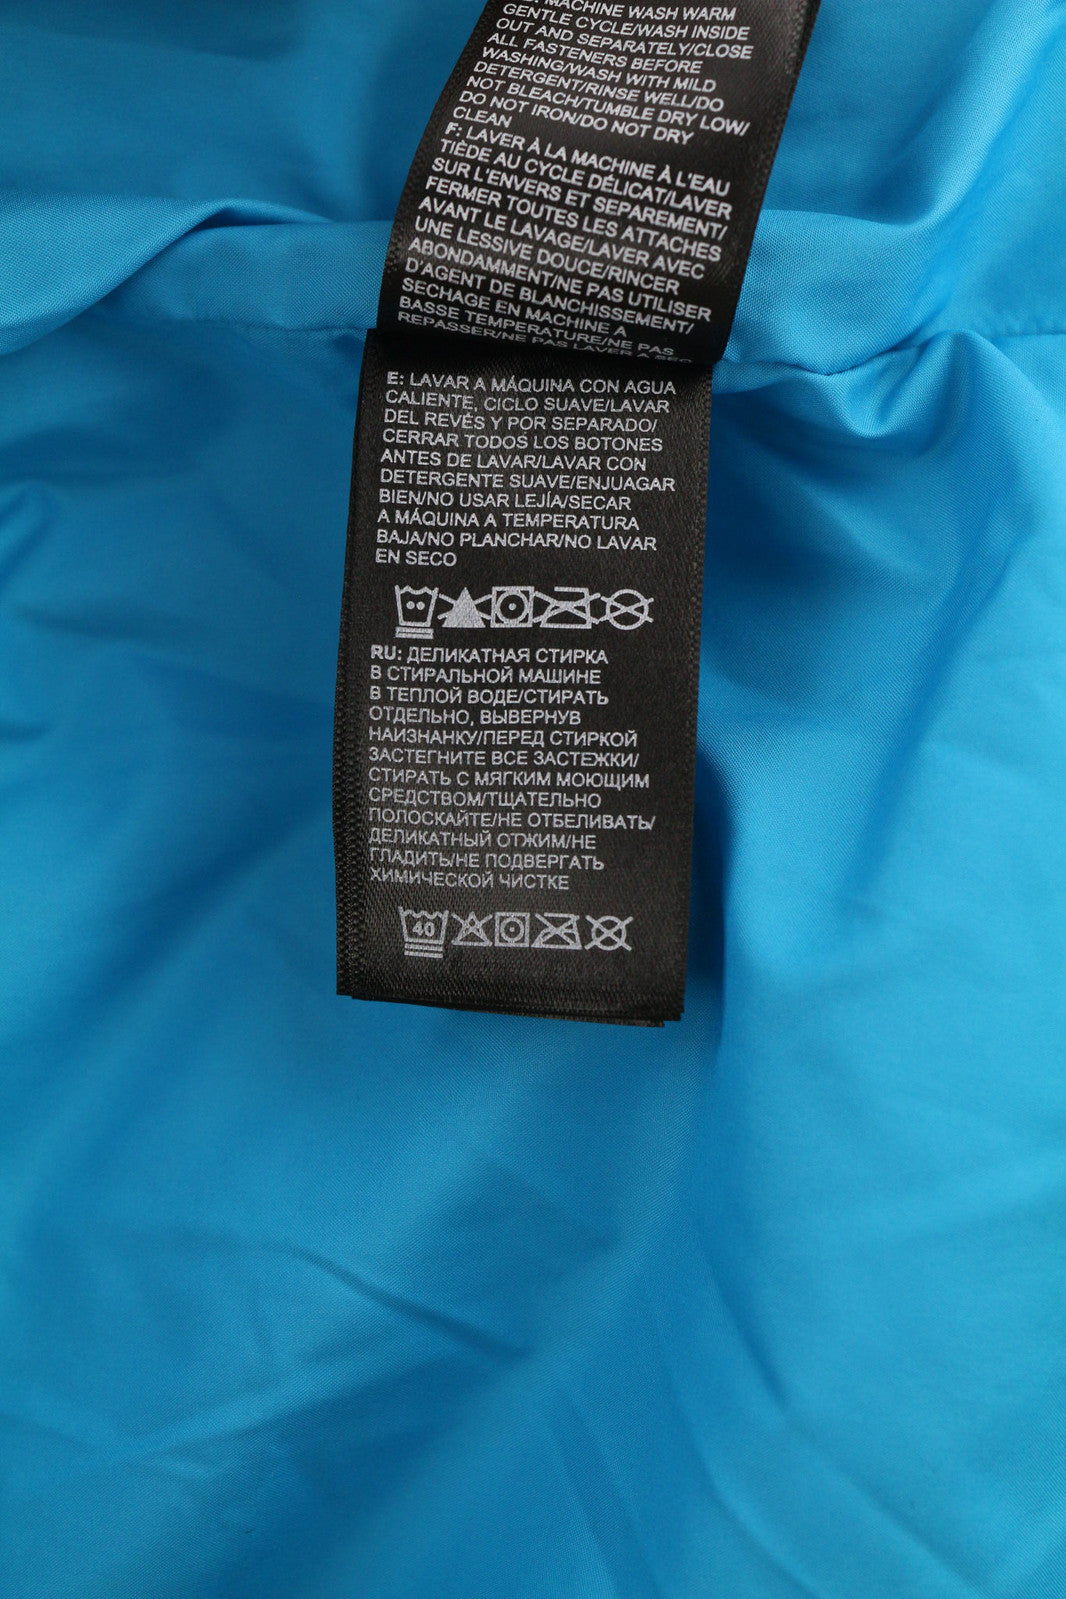 MACHINE WASH WARM
GENTLE CYCLE/WASH INSIDE
OUT AND SEPARATELY/CLOSE
ALL FASTENERS BEFORE
WASHING/WASH WITH MILD
DETERGENT/RINSE WELL/DO
NOT BLEACH/TUMBLE DRY LOW/
DO NOT IRON/DO NOT DRY
CLEAN
F: LAVER À LA MACHINE À L'EAU
TIÈDE AU CYCLE DÉLICAT/LAVER
SUR L'ENVERS ET SEPAREMENT/
FERMER TOUTES LES ATTACHES
AVANT LE LAVAGE/LAVER AVEC
UNE LESSIVE DOUCE/RINCER
ABONDAMMENT/NE PAS UTILISER
D'AGENT DE BLANCHISSEMENT/
SECHAGE EN MACHINE A
BASSE TEMPERATURE/NE PAS
REPASSER/NE PAS LAVER A SEC
E: LAVAR A MÁQUINA CON AGUA
CALIENTE, CICLO SUAVE/LAVAR
DEL REVÉS Y POR SEPARADO/
CERRAR TODOS LOS BOTONES
ANTES DE LAVAR/LAVAR CON
DETERGENTE SUAVE/ENJUAGAR
BIEN/NO USAR LEJÍA/SECAR
A MÁQUINA A TEMPERATURA
BAJA/NO PLANCHAR/NO LAVAR
EN SECO
RU: ДЕЛИКАТНАЯ СТИРКА
В СТИРАЛЬНОЙ МАШИНЕ
В ТЕПЛОЙ ВОДЕ/СТИРАТЬ
ОТДЕЛЬНО, ВЫВЕРНУВ
НАИЗНАНКУ/ПЕРЕД СТИРКОЙ
ЗАСТЕГНИТЕ ВСЕ ЗАСТЕЖКИ/
СТИРАТЬ С МЯГКИМ МОЮЩИМ
СРЕДСТВОМ/ТЩАТЕЛЬНО
ПОЛОСКАЙТЕ/НЕ ОТБЕЛИВАТЬ/
ДЕЛИКАТНЫЙ ОТЖИМ/НЕ
ГЛАДИТЬ/НЕ ПОДВЕРГАТЬ
ХИМИЧЕСКОЙ ЧИСТКЕ
40